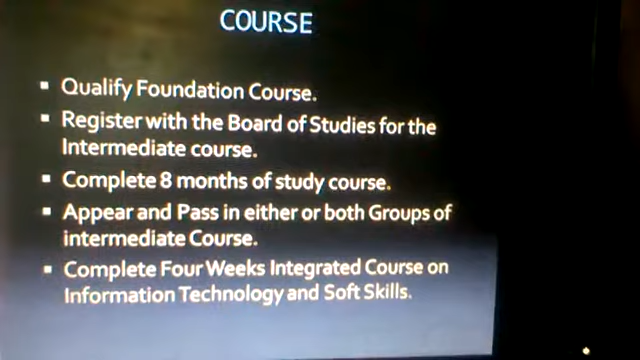 COURSE
▪ Qualify Foundation Course.
▪ Register with the Board of Studies for the
Intermediate course.
▪ Complete 8 months of study course.
▪ Appear and Pass in either or both Groups of
intermediate Course.
▪ Complete Four Weeks Integrated Course on
Information Technology and Soft Skills.